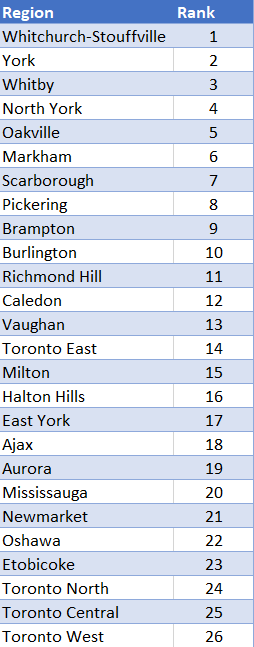 Region Rank
Whitchurch-Stouffville 1
York 2
Whitby 3
North York 4
Oakville 5
Markham 6
Scarborough 7
Pickering 8
Brampton 9
Burlington 10
Richmond Hill 11
Caledon 12
Vaughan 13
Toronto East 14
Milton 15
Halton Hills 16
East York 17
Ajax 18
Aurora 19
Mississauga 20
Newmarket 21
Oshawa 22
Etobicoke 23
Toronto North 24
Toronto Central 25
Toronto West 26